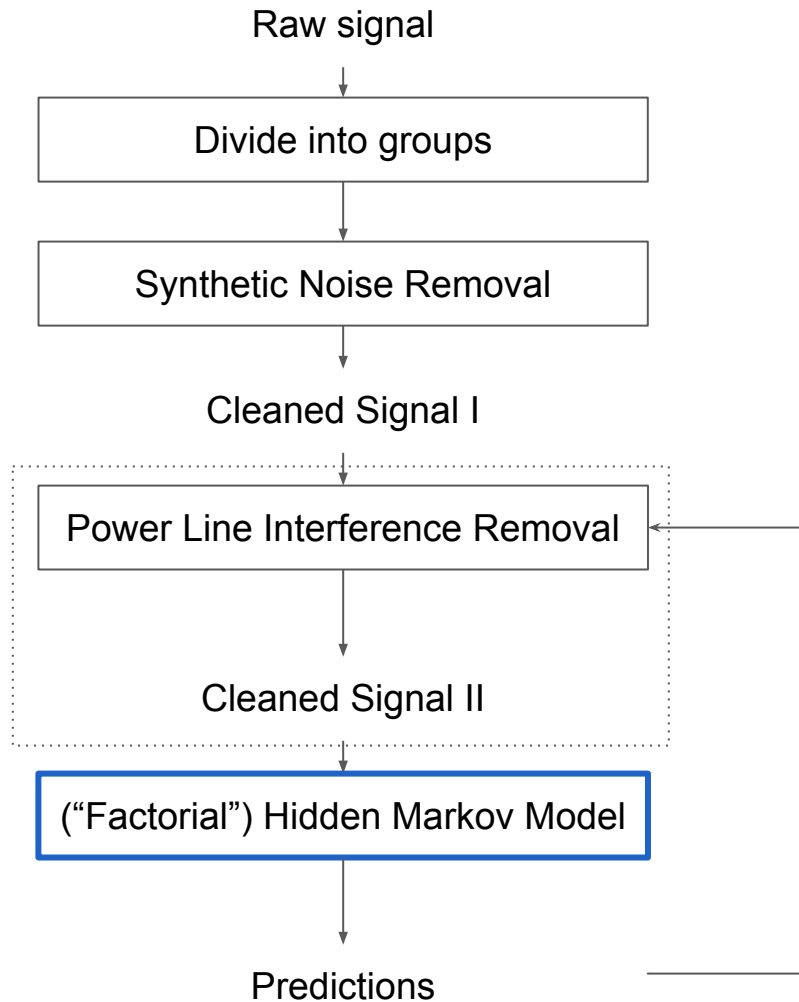 Raw signal
Divide into groups
Synthetic Noise Removal
Cleaned Signal I
Power Line Interference Removal
Cleaned Signal II
(“Factorial”) Hidden Markov Model
Predictions